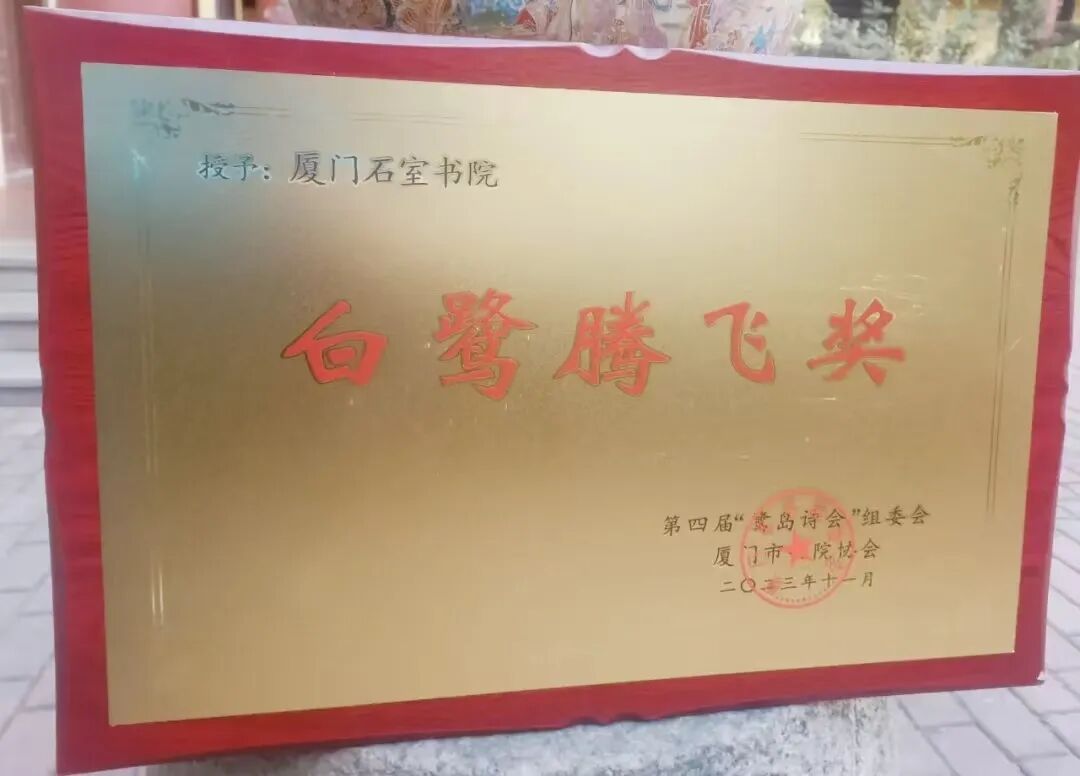 授予：厦门石室书院
白鹭腾飞奖
第四届“鹭岛诗会”组委会
厦门市 院协会
二〇二三年十一月